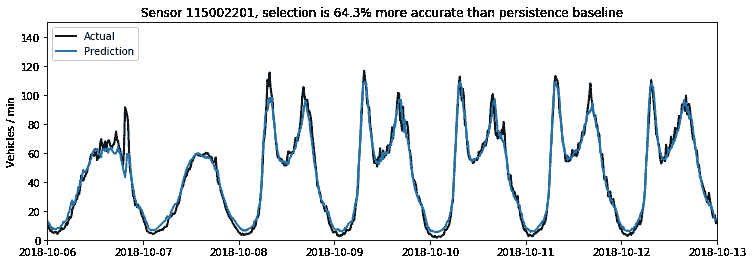 Sensor 115002201, selection is 64.3% more accurate than persistence baseline
Actual
Prediction
Vehicles / min
140
120
100
80
60
40
20
0
2018-10-06 2018-10-07 2018-10-08 2018-10-09 2018-10-10 2018-10-11 2018-10-12 2018-10-13